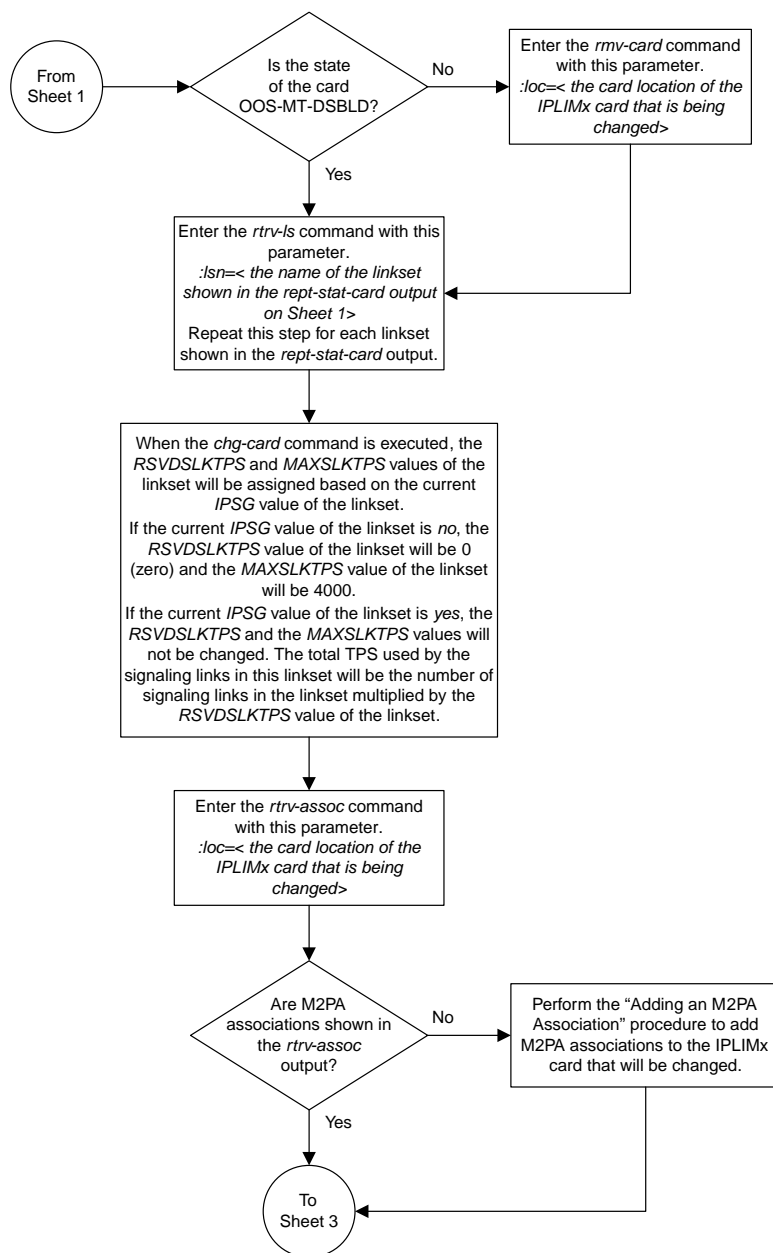 From
Sheet 1
Is the state
of the card
OOS-MT-DSBLD?
No
Enter the rmv-card command
with this parameter.
:loc=< the card location of the
IPLIMx card that is being
changed>
Yes
Enter the rtrv-ls command with this
parameter.
:lsn=< the name of the linkset
shown in the rept-stat-card output
on Sheet 1>
Repeat this step for each linkset
shown in the rept-stat-card output.
When the chg-card command is executed, the
RSVDSLKTPS and MAXSLKTPS values of the
linkset will be assigned based on the current
IPSG value of the linkset.
If the current IPSG value of the linkset is no, the
RSVDSLKTPS value of the linkset will be 0
(zero) and the MAXSLKTPS value of the linkset
will be 4000.
If the current IPSG value of the linkset is yes, the
RSVDSLKTPS and the MAXSLKTPS values will
not be changed. The total TPS used by the
signaling links in this linkset will be the number of
signaling links in the linkset multiplied by the
RSVDSLKTPS value of the linkset.
Enter the rtrv-assoc command
with this parameter.
:loc=< the card location of the
IPLIMx card that is being
changed>
Are M2PA
associations shown in
the rtrv-assoc
output?
No
Perform the “Adding an M2PA
Association” procedure to add
M2PA associations to the IPLIMx
card that will be changed.
Yes
To
Sheet 3